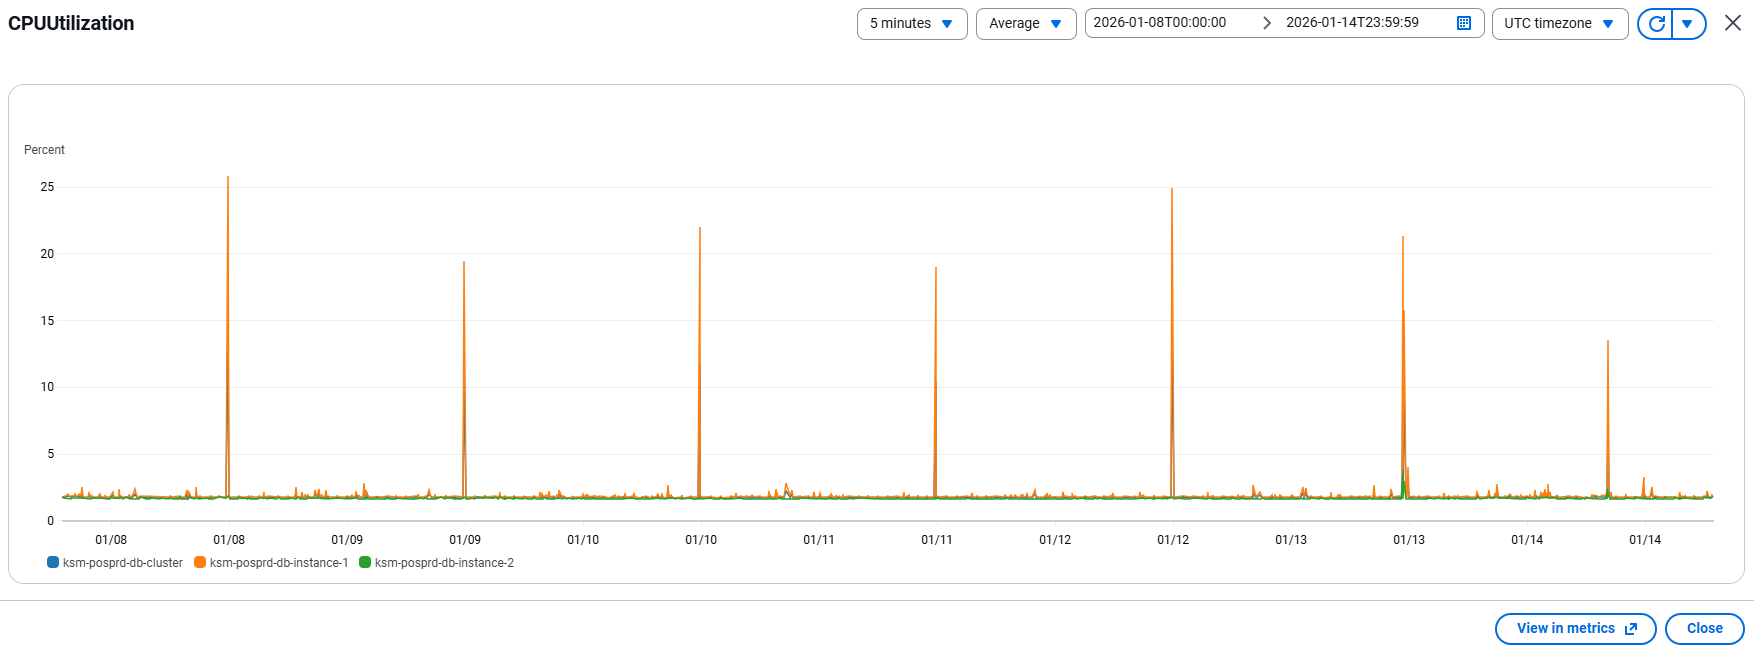 CPUUtilization
5 minutes
Average
2026-01-08T00:00:00
2026-01-14T23:59:59
UTC timezone
Percent
25
20
15
10
5
0
01/08 01/08 01/09 01/09 01/10 01/10 01/11 01/11 01/12 01/12 01/13 01/13 01/14 01/14
ksm-posprd-db-cluster ksm-posprd-db-instance-1 ksm-posprd-db-instance-2
View in metrics
Close